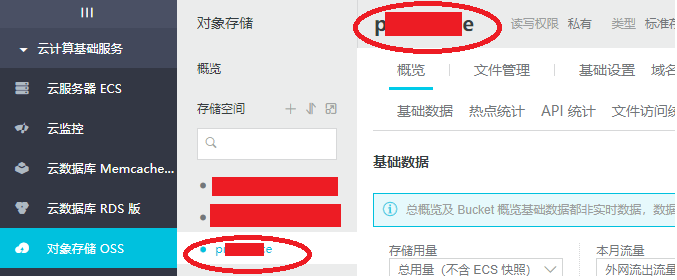 云计算基础服务
云服务器 ECS
云监控
云数据库 Memcache...
云数据库 RDS 版
对象存储 OSS
对象存储
概览
存储空间
p e
读写权限 私有 类型 标准存
概览 文件管理 基础设置 域名
基础数据 热点统计 API 统计 文件访问统
基础数据
总概览及 Bucket 概览基础数据都非实时数据，数据
存储用量 本月流量
总用量（不含 ECS 快照） 外网流出流量